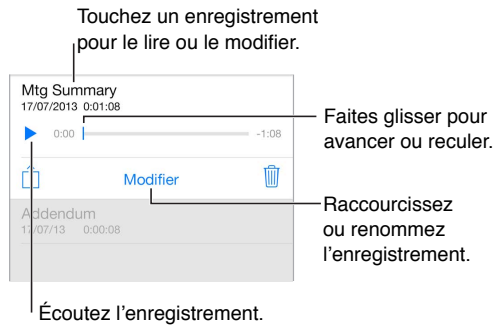 Touchez un enregistrement
pour le lire ou le modifier.
Mtg Summary
17/07/2013 0:01:08
0:00 -1:08
Faites glisser pour
avancer ou reculer.
Modifier
Addendum
17/07/13 0:00:08
Raccourcissez
ou renommez
l’enregistrement.
Écoutez l’enregistrement.